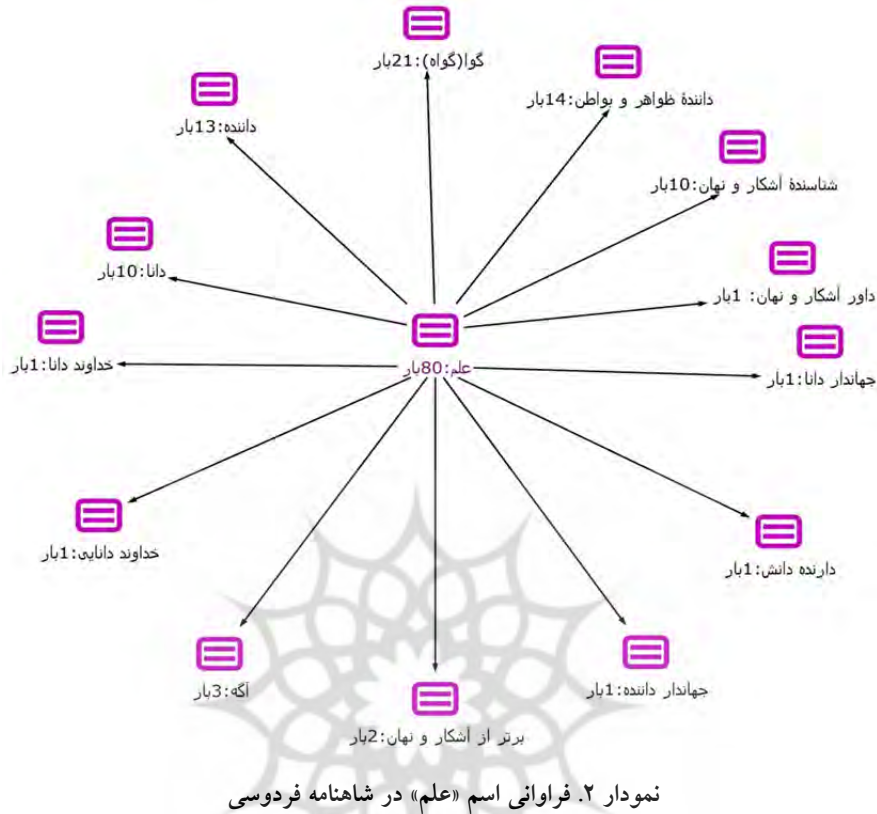 گوا(گواه):21بار
دانندهٔ ظواهر و بواطن:14بار
داننده:13بار
شناسندهٔ آشکار و نهان:10بار
دانا:10بار
داور آشکار و نهان: 1بار
خداوند دانا:1بار
علم:80بار
جهاندار دانا:1بار
خداوند دانایی:1بار
دارنده دانش:1بار
آگه:3بار
جهاندار داننده:1بار
برتر از آشکار و نهان:2بار
نمودار ۲. فراوانی اسم «علم» در شاهنامه فردوسی